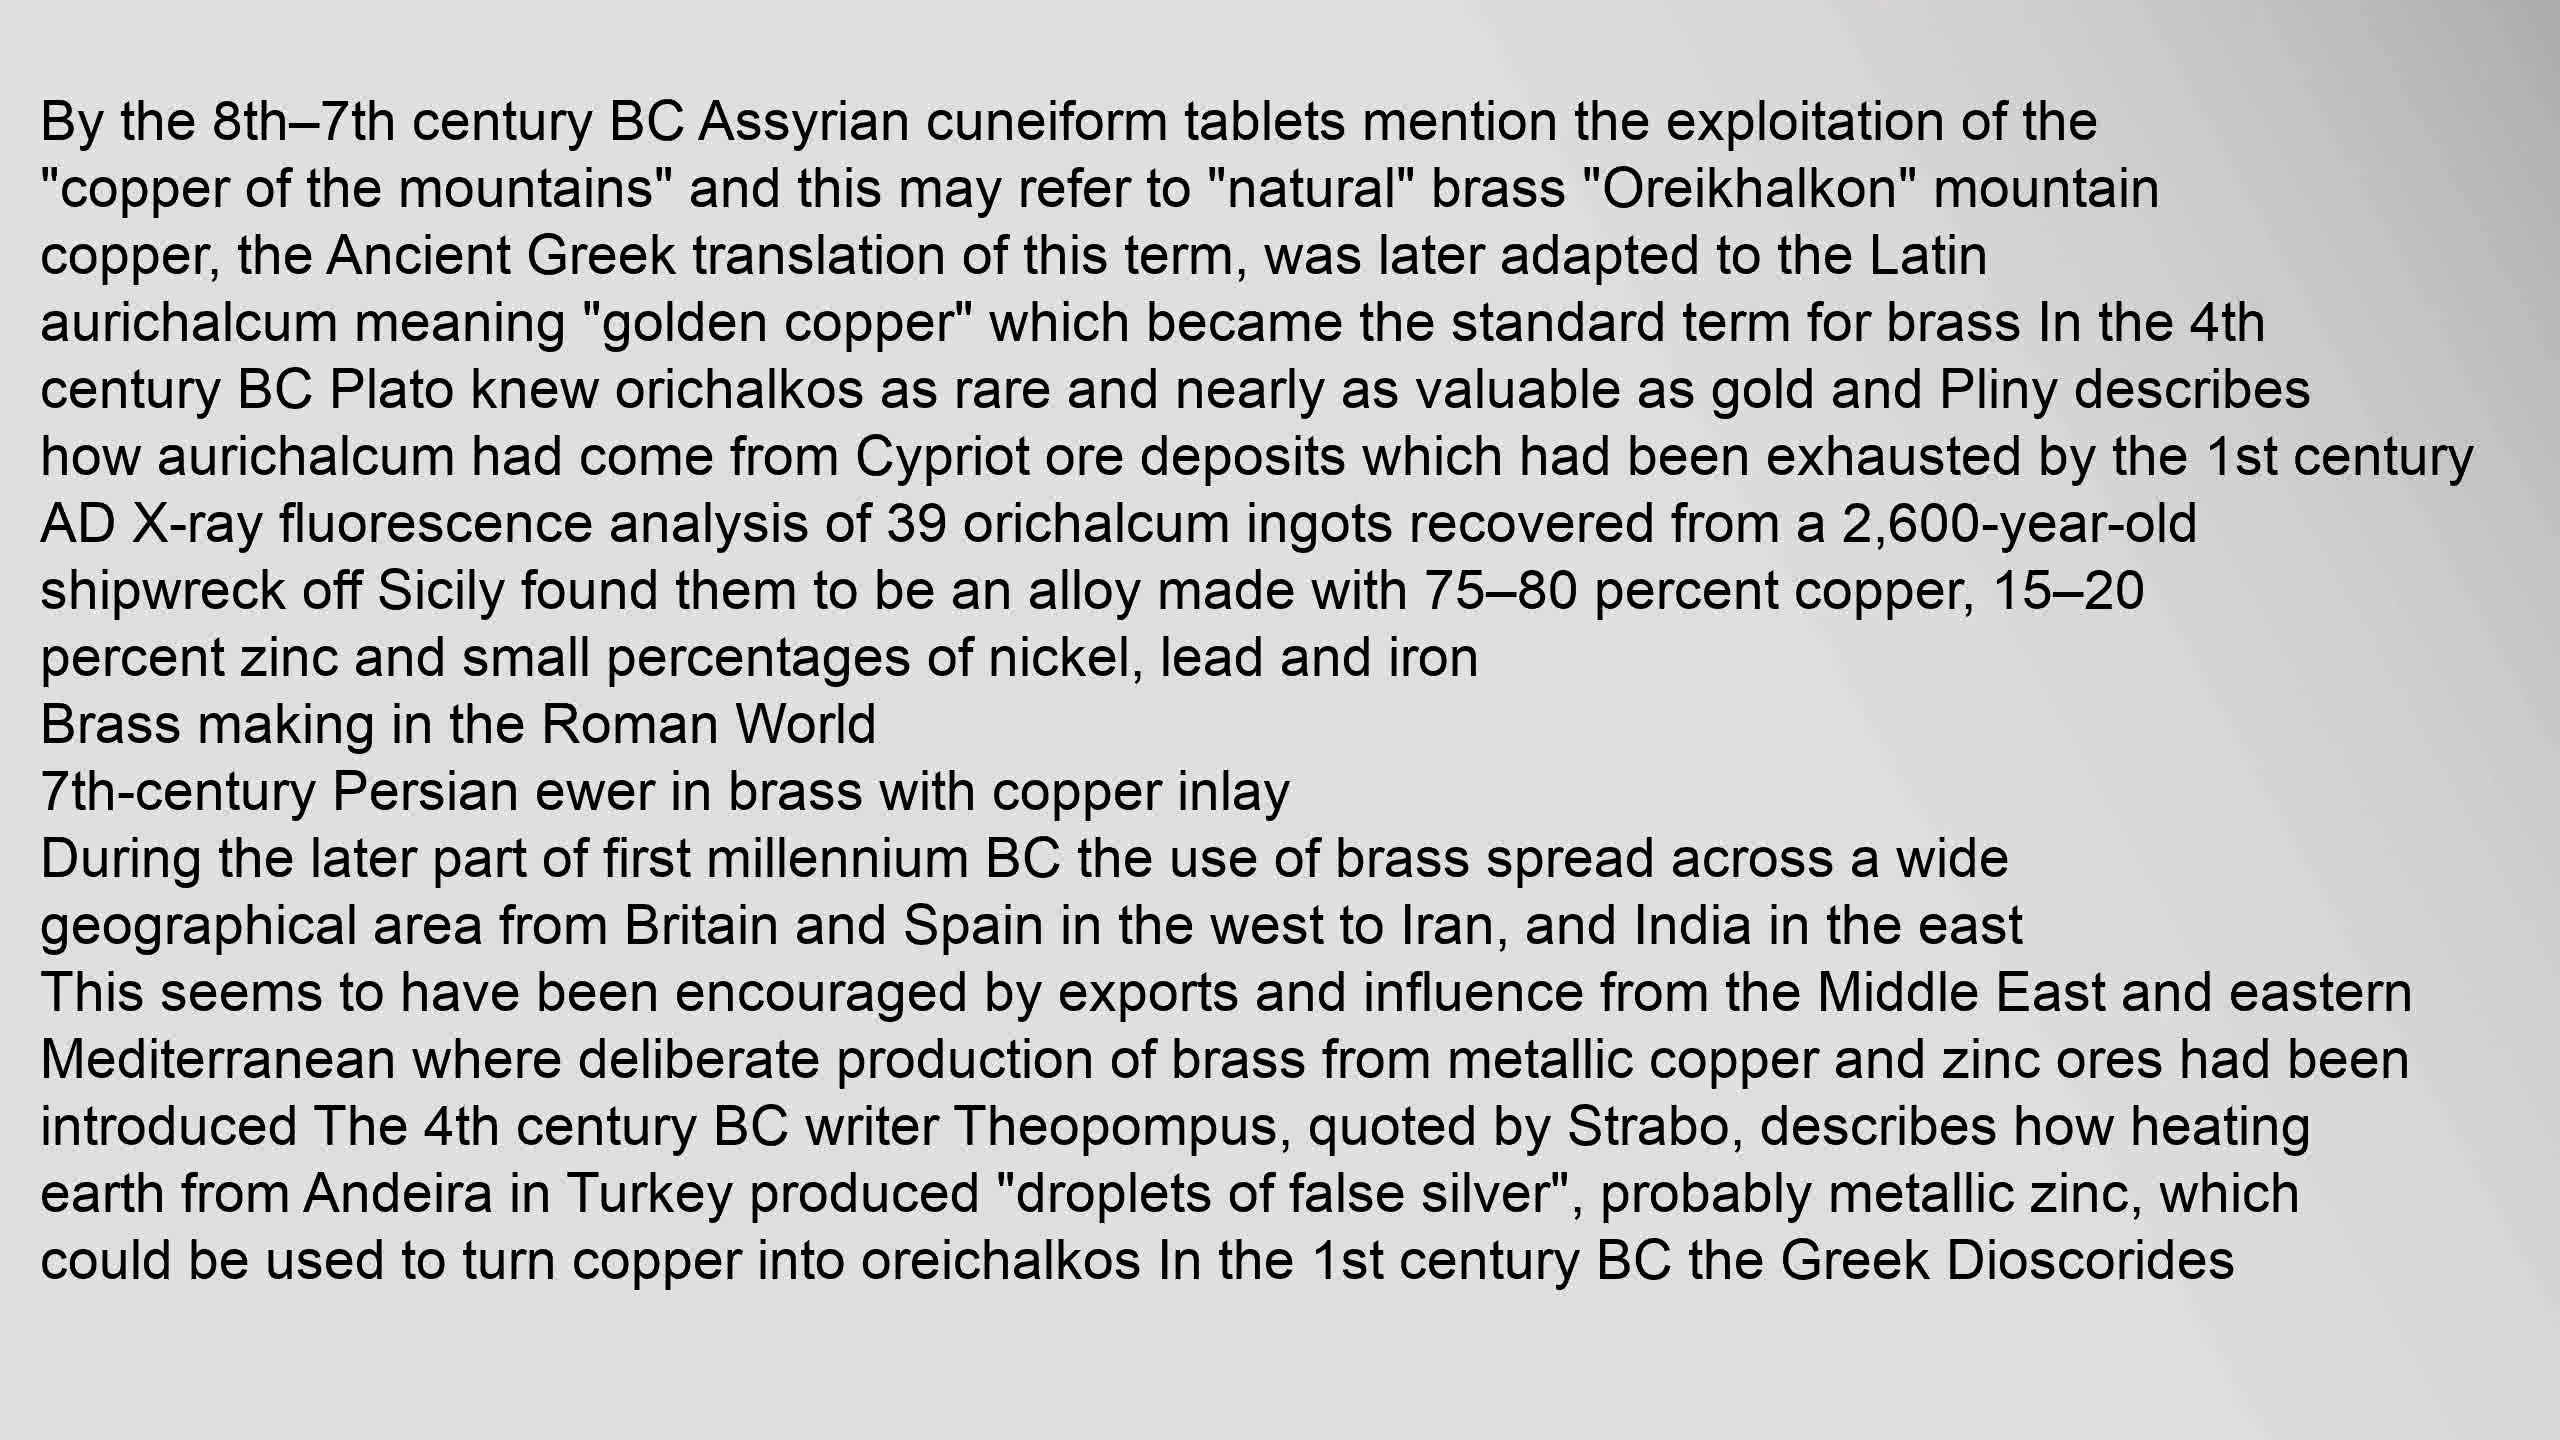 By the 8th–7th century BC Assyrian cuneiform tablets mention the exploitation of the
"copper of the mountains" and this may refer to "natural" brass "Oreikhalkon" mountain
copper, the Ancient Greek translation of this term, was later adapted to the Latin
aurichalcum meaning "golden copper" which became the standard term for brass In the 4th
century BC Plato knew orichalkos as rare and nearly as valuable as gold and Pliny describes
how aurichalcum had come from Cypriot ore deposits which had been exhausted by the 1st century
AD X-ray fluorescence analysis of 39 orichalcum ingots recovered from a 2,600-year-old
shipwreck off Sicily found them to be an alloy made with 75–80 percent copper, 15–20
percent zinc and small percentages of nickel, lead and iron
Brass making in the Roman World
7th-century Persian ewer in brass with copper inlay
During the later part of first millennium BC the use of brass spread across a wide
geographical area from Britain and Spain in the west to Iran, and India in the east
This seems to have been encouraged by exports and influence from the Middle East and eastern
Mediterranean where deliberate production of brass from metallic copper and zinc ores had been
introduced The 4th century BC writer Theopompus, quoted by Strabo, describes how heating
earth from Andeira in Turkey produced "droplets of false silver", probably metallic zinc, which
could be used to turn copper into oreichalkos In the 1st century BC the Greek Dioscorides